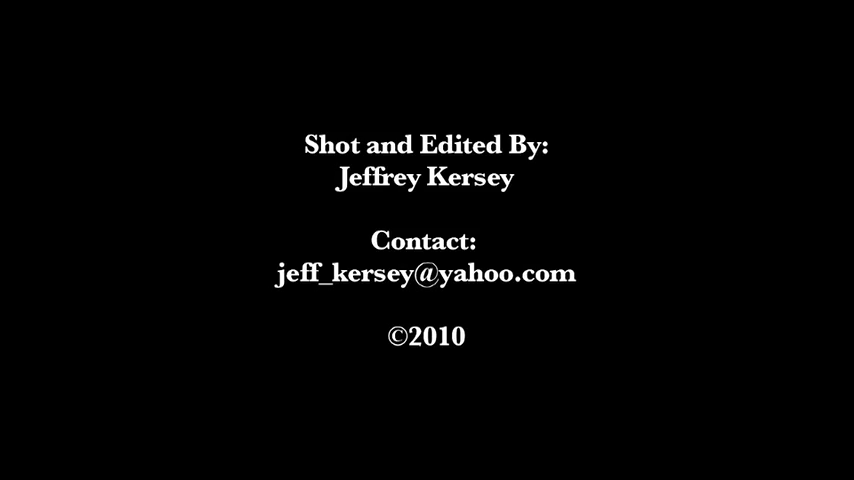 Shot and Edited By:
Jeffrey Kersey
Contact:
jeff_kersey@yahoo.com
©2010